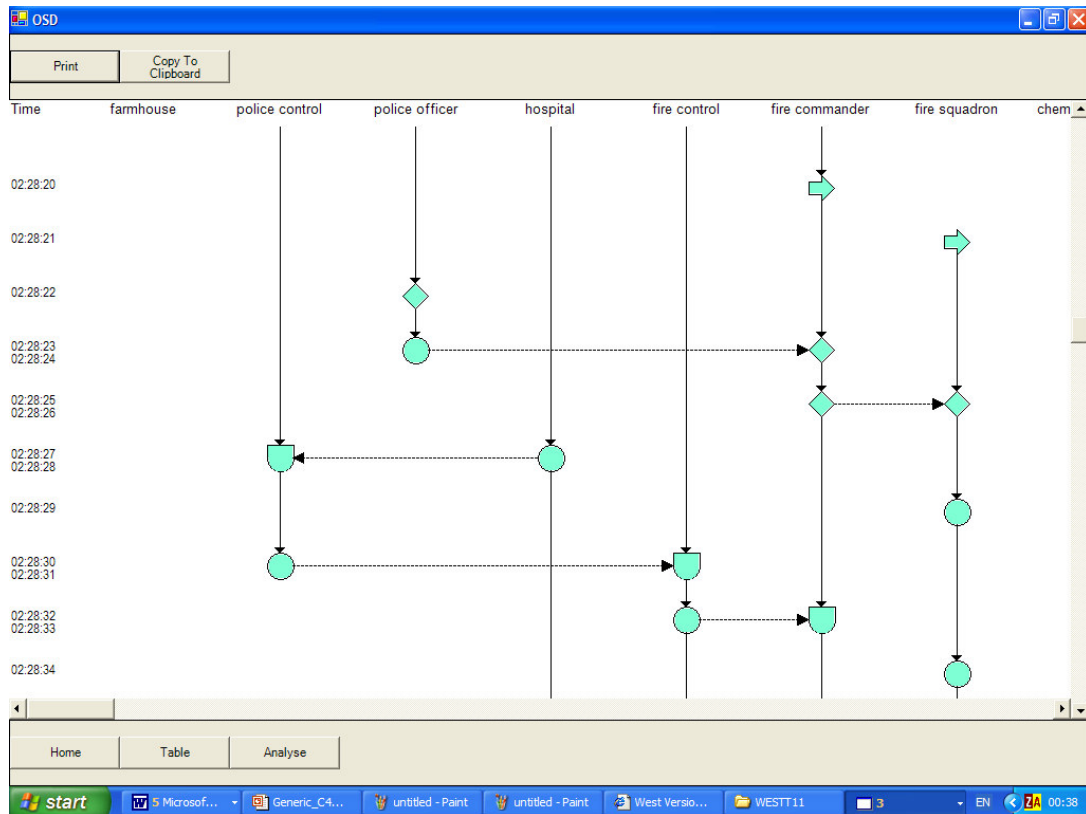 OSD
Print
Copy To
Clipboard
Time farmhouse police control police officer hospital fire control fire commander fire squadron chem
02:28:20
02:28:21
02:28:22
02:28:23
02:28:24
02:28:25
02:28:26
02:28:27
02:28:28
02:28:29
02:28:30
02:28:31
02:28:32
02:28:33
02:28:34
Home Table Analyse
start 5 Microsof... Generic_C4... untitled - Paint untitled - Paint West Versio... WESTT11 3 EN ZA 00:38